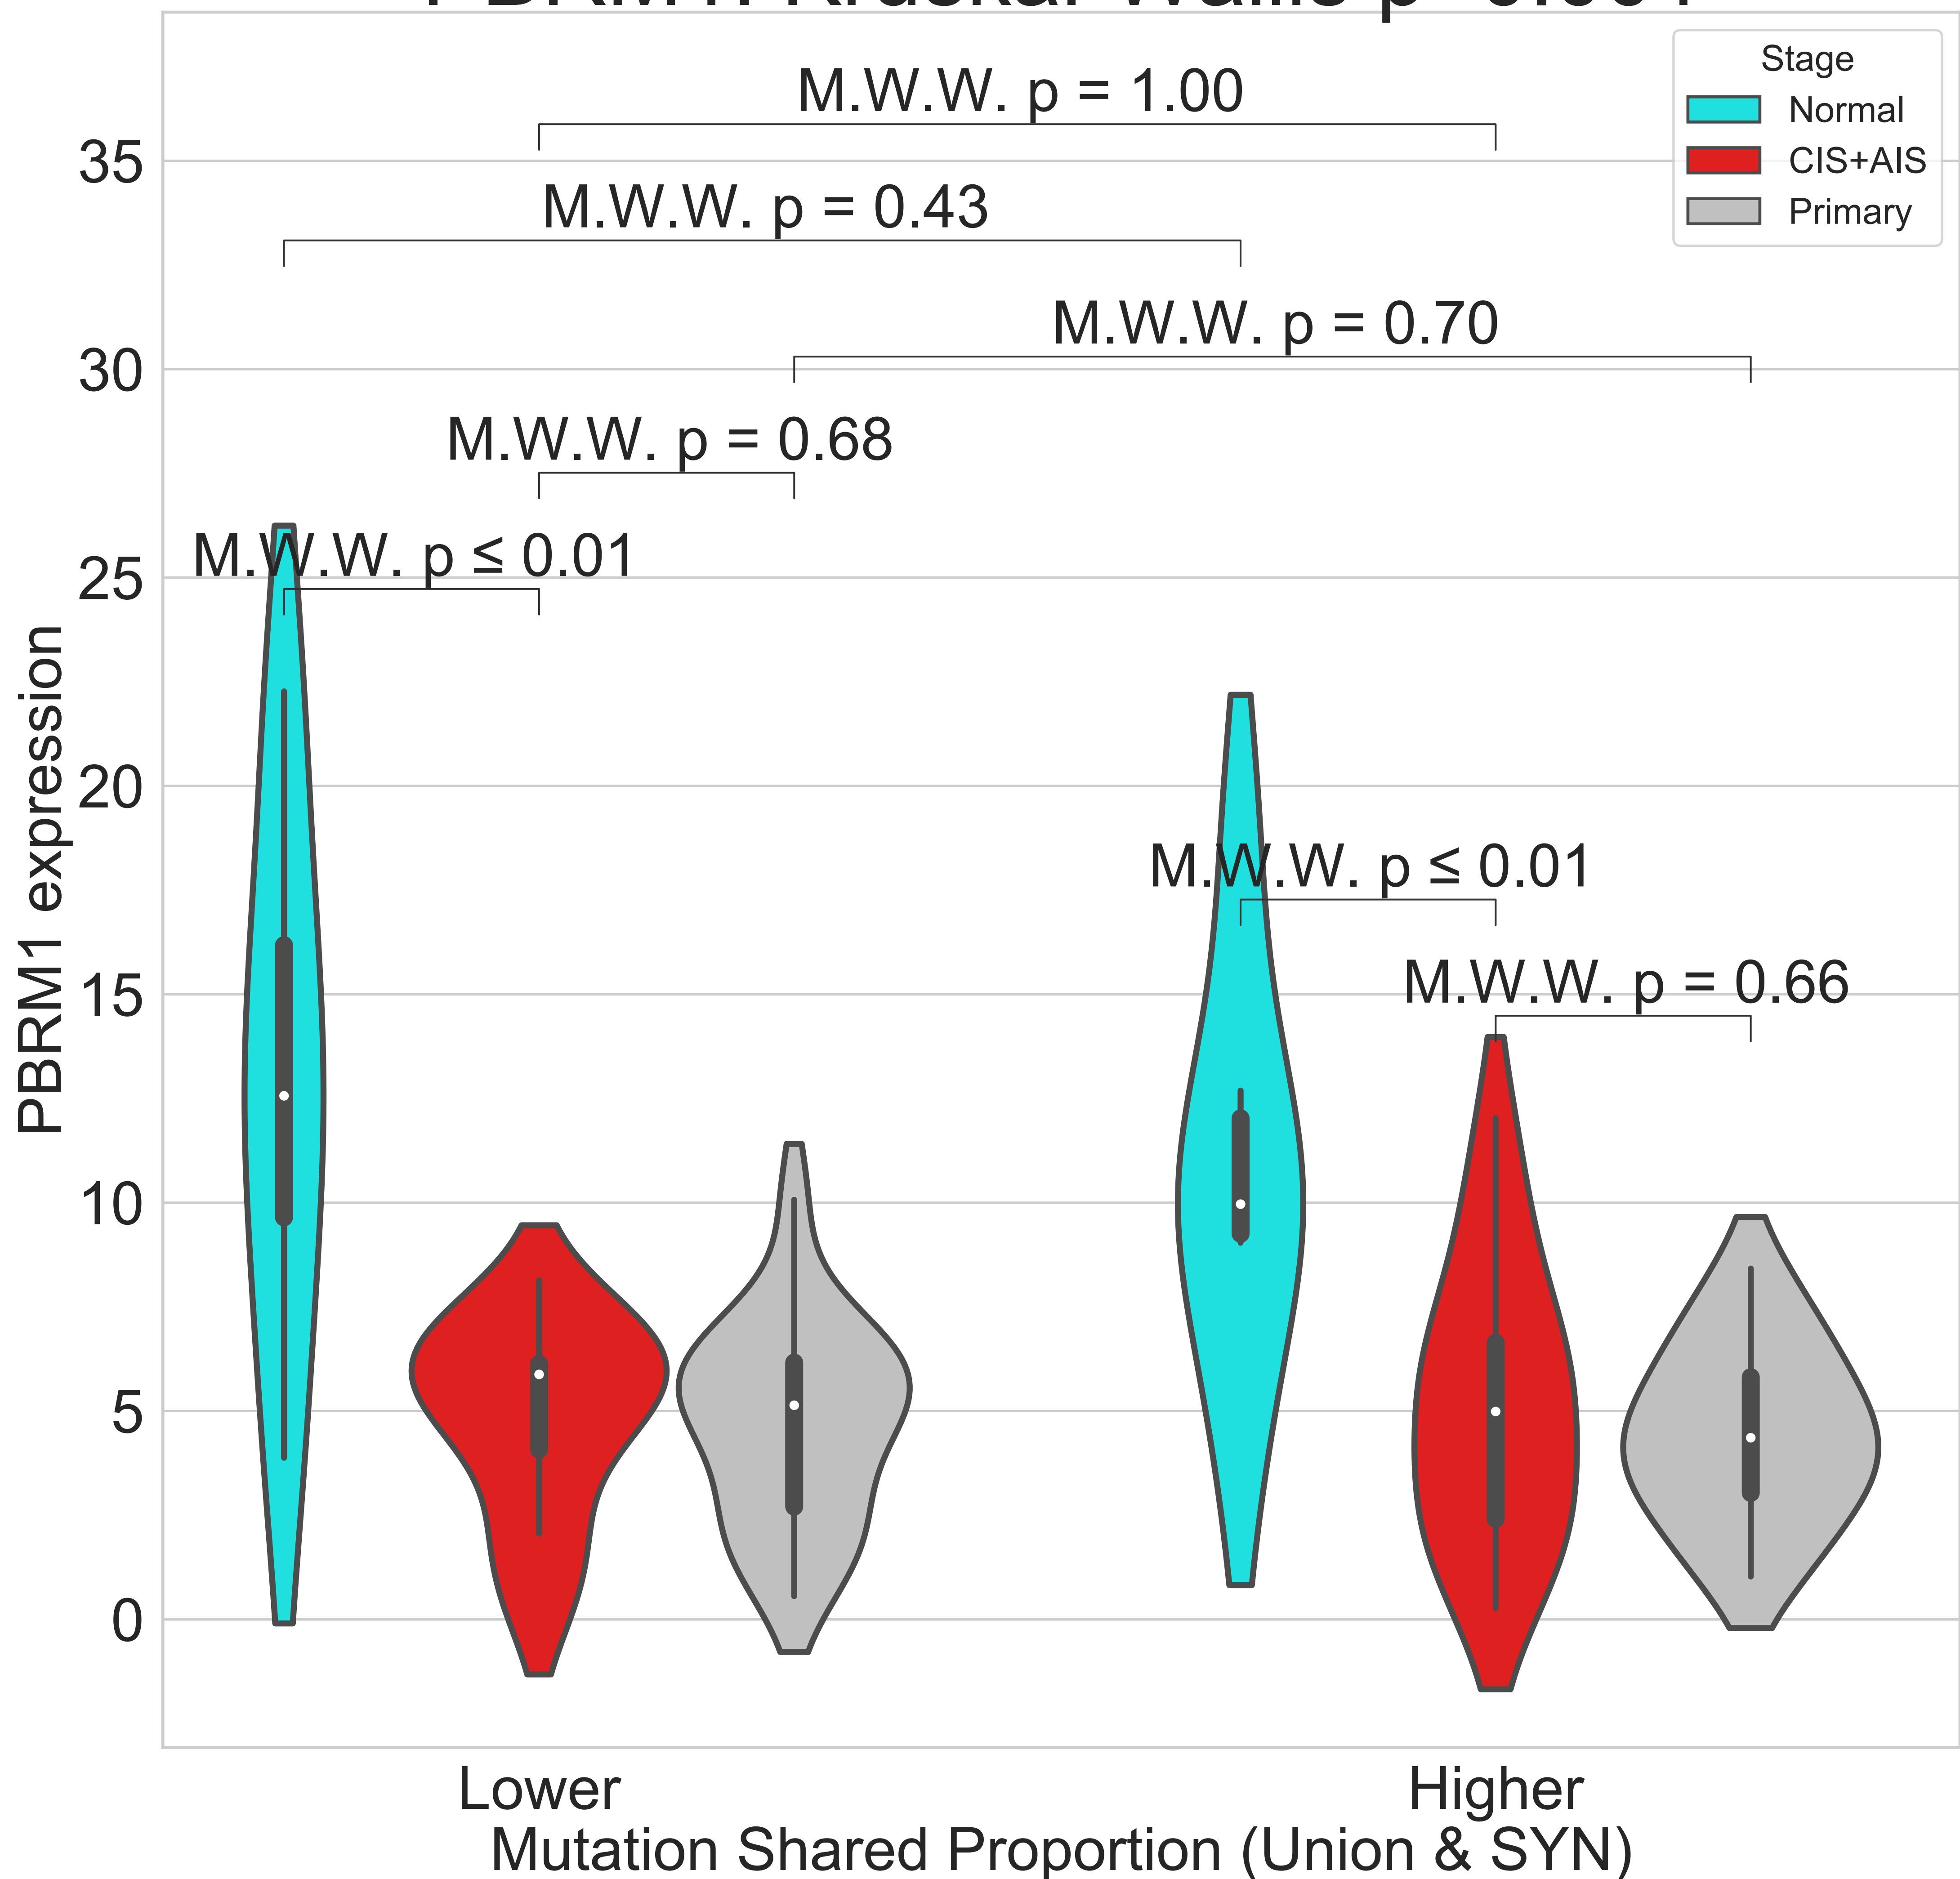 Stage
Normal
CIS+AIS
Primary
M.W.W. p = 1.00
M.W.W. p = 0.43
M.W.W. p = 0.70
M.W.W. p = 0.68
M.W.W. p ≤ 0.01
M.W.W. p ≤ 0.01
M.W.W. p = 0.66
35
30
25
20
15
10
5
0
PBRM1 expression
Lower
Higher
Mutation Shared Proportion (Union & SYN)